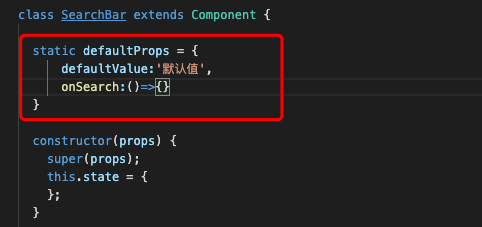 class SearchBar extends Component {
static defaultProps = {
defaultValue:'默认值',
onSearch:()=>{}
}
constructor(props) {
super(props);
this.state = {
};
}